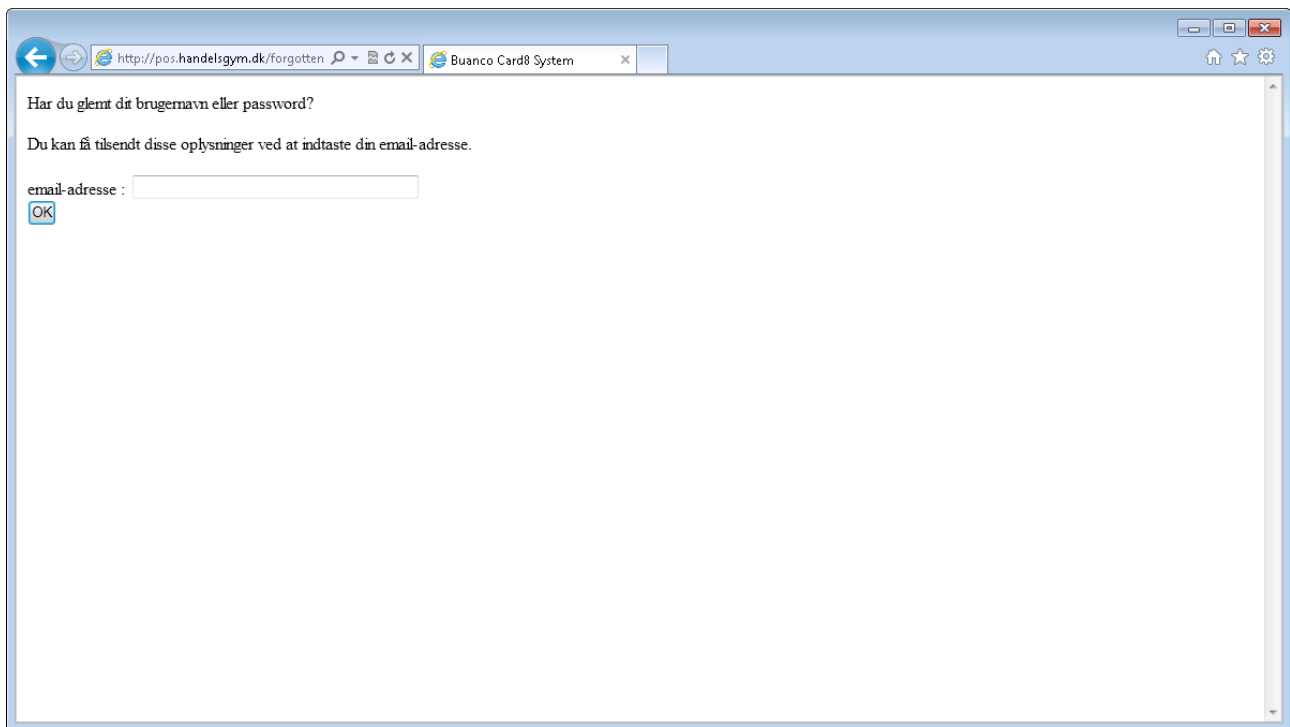 http://pos.handelsgym.dk/forgotten
Buanco Card8 System
Har du glemt dit brugernavn eller password?
Du kan få tilsendt disse oplysninger ved at indtaste din email-adresse.
email-adresse :
OK